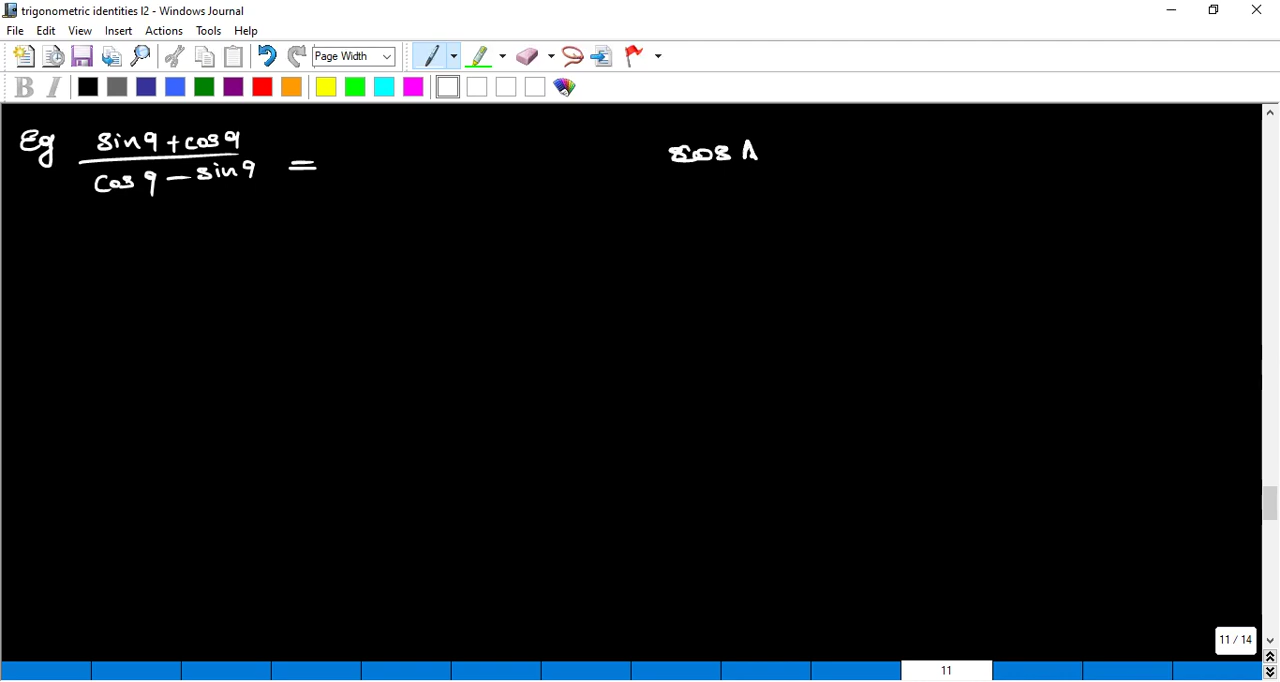 trigonometric identities l2 - Windows Journal
File Edit View Insert Actions Tools Help
Page Width
B I
Eg sin9 + cos9
cos 9 - sin9 =
A
11 / 14
11